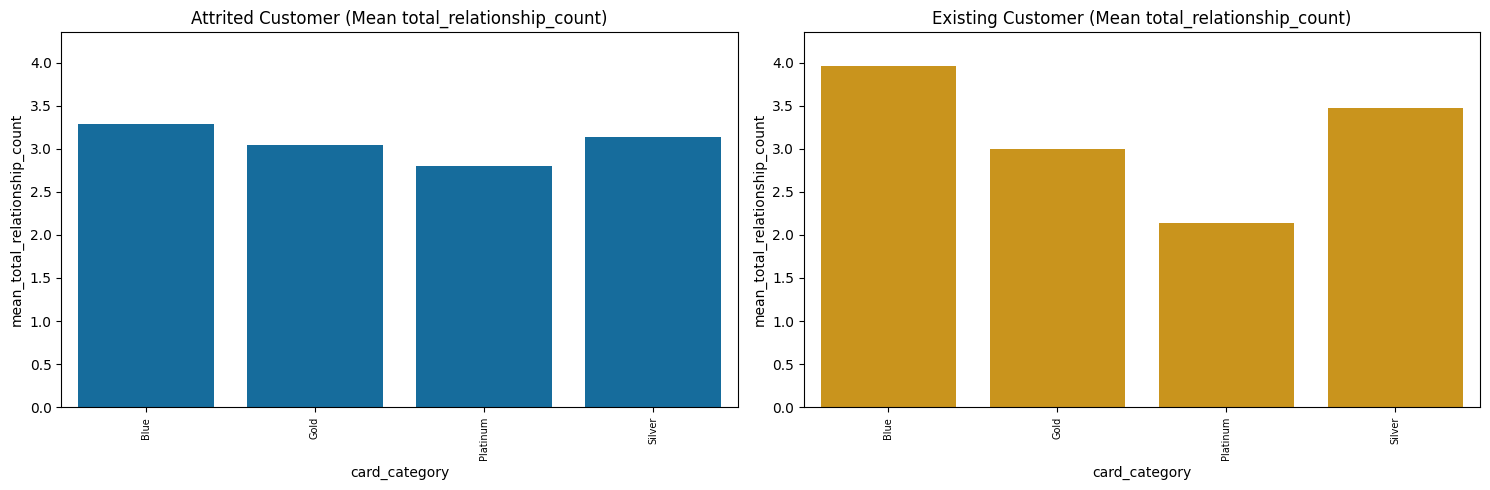 Attrited Customer (Mean total_relationship_count)
mean_total_relationship_count
4.0
3.5
3.0
2.5
2.0
1.5
1.0
0.5
0.0
Blue
Gold
Platinum
Silver
card_category
Existing Customer (Mean total_relationship_count)
mean_total_relationship_count
4.0
3.5
3.0
2.5
2.0
1.5
1.0
0.5
0.0
Blue
Gold
Platinum
Silver
card_category